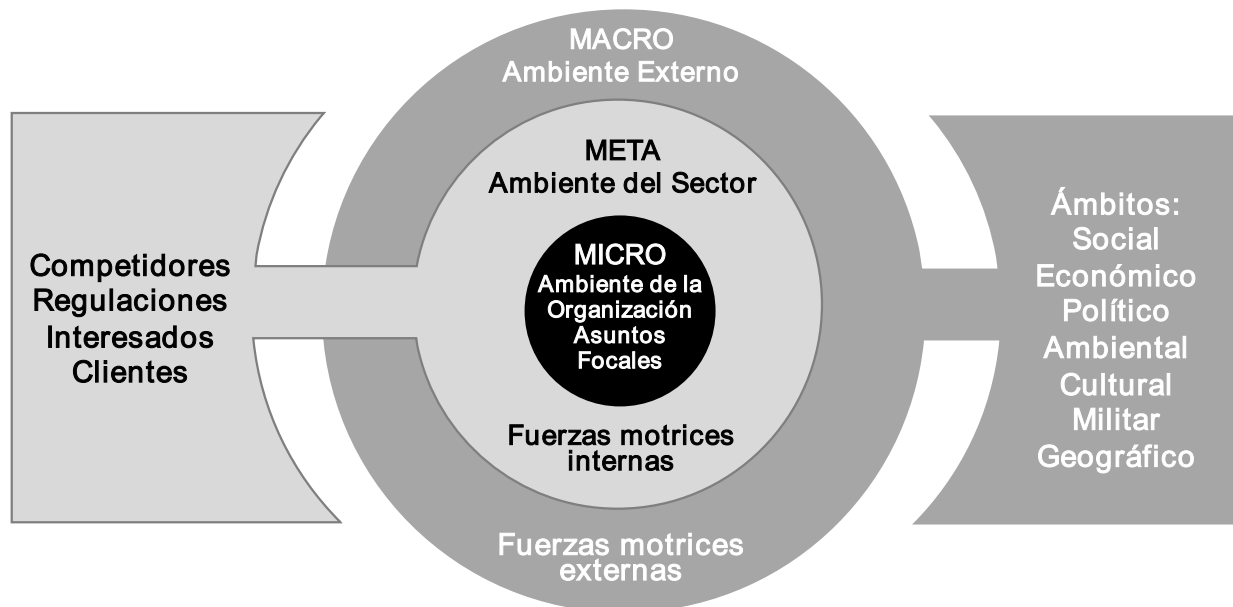 MACRO
Ambiente Externo
META
Ambiente del Sector
MICRO
Ambiente de la
Organización
Asuntos
Focales
Fuerzas motrices
internas
Fuerzas motrices
externas
Competidores
Regulaciones
Interesados
Clientes
Ámbitos:
Social
Económico
Político
Ambiental
Cultural
Militar
Geográfico